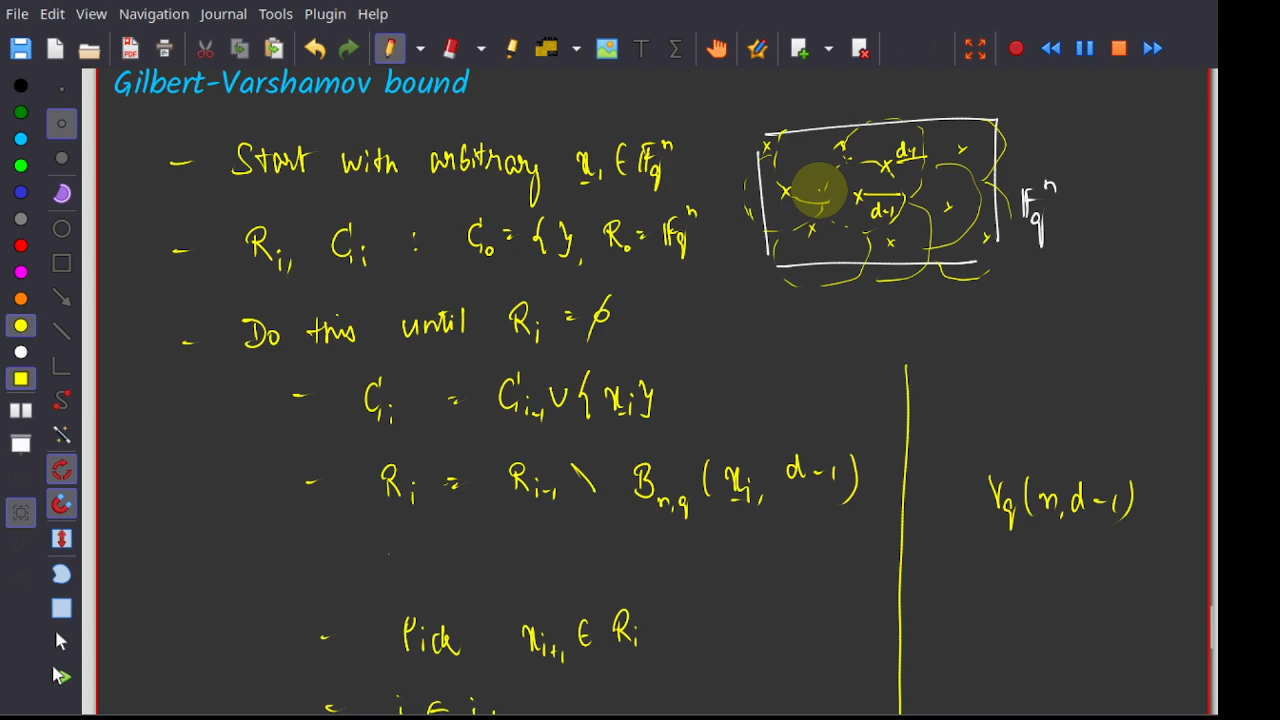 File Edit View Navigation Journal Tools Plugin Help
Gilbert-Varshamov bound
- Start with arbitrary x₁ ∈ 𝔽_q^n
- R_i, C_i : C_0 = { }, R_0 = 𝔽_q^n
d-1
d-1
𝔽_q^n
- Do this until R_i = ϕ
- C_i = C_{i-1} ∪ { x_i }
- R_i = R_{i-1} \ B_{n,q} ( x_i, d-1 )
V_q ( n, d-1 )
- Pick x_{i+1} ∈ R_i